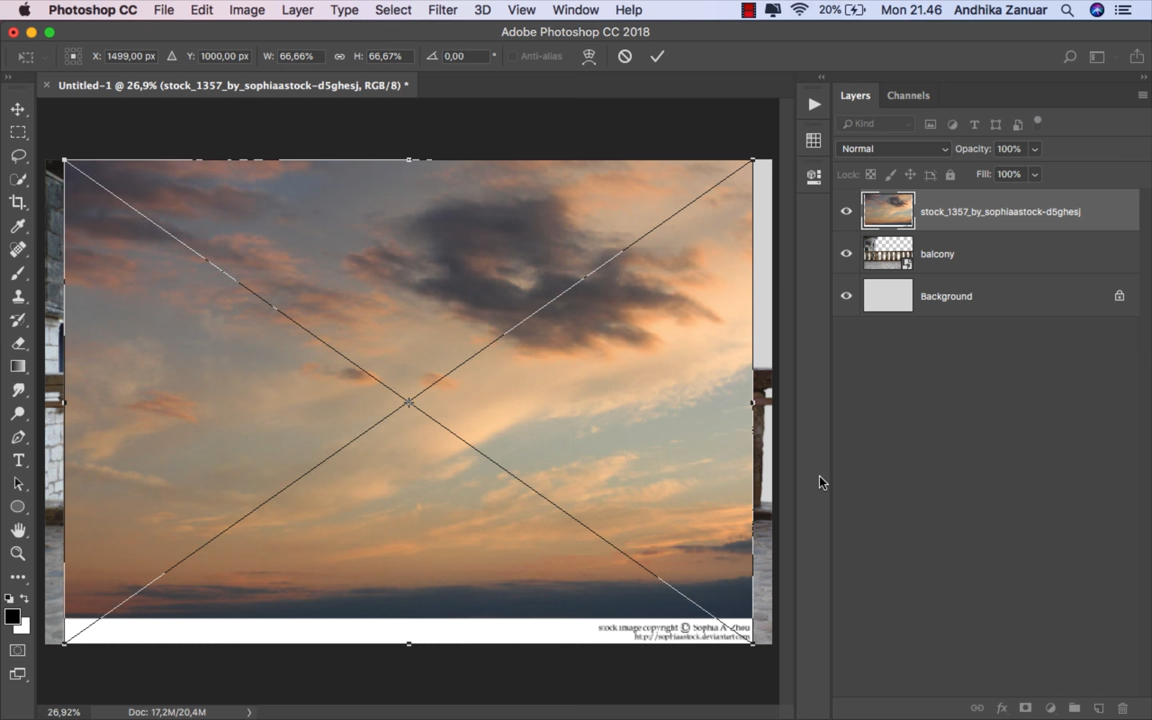 Photoshop CC File Edit Image Layer Type Select Filter 3D View Window Help 20% Mon 21.46 Andhika Zanuar
Adobe Photoshop CC 2018
X: 1499,00 px Y: 1000,00 px W: 66,66% H: 66,67% 0,00 ° Anti-alias
× Untitled-1 @ 26,9% (stock_1357_by_sophiaastock-d5ghesj, RGB/8) *
Layers Channels
Kind
Normal Opacity: 100%
Lock: Fill: 100%
stock_1357_by_sophiaastock-d5ghesj
balcony
Background
stock image copyright © Sophia A. Zhou
http://sophiaastock.deviantart.com
26,92% Doc: 17,2M/20,4M